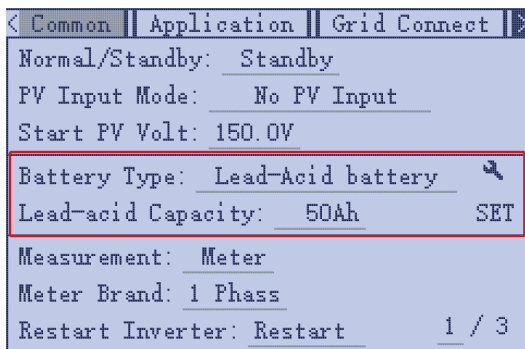 < Common Application Grid Connect
Normal/Standby: Standby
PV Input Mode: No PV Input
Start PV Volt: 150.0V
Battery Type: Lead-Acid battery
Lead-acid Capacity: 50Ah SET
Measurement: Meter
Meter Brand: 1 Phass
Restart Inverter: Restart 1 / 3